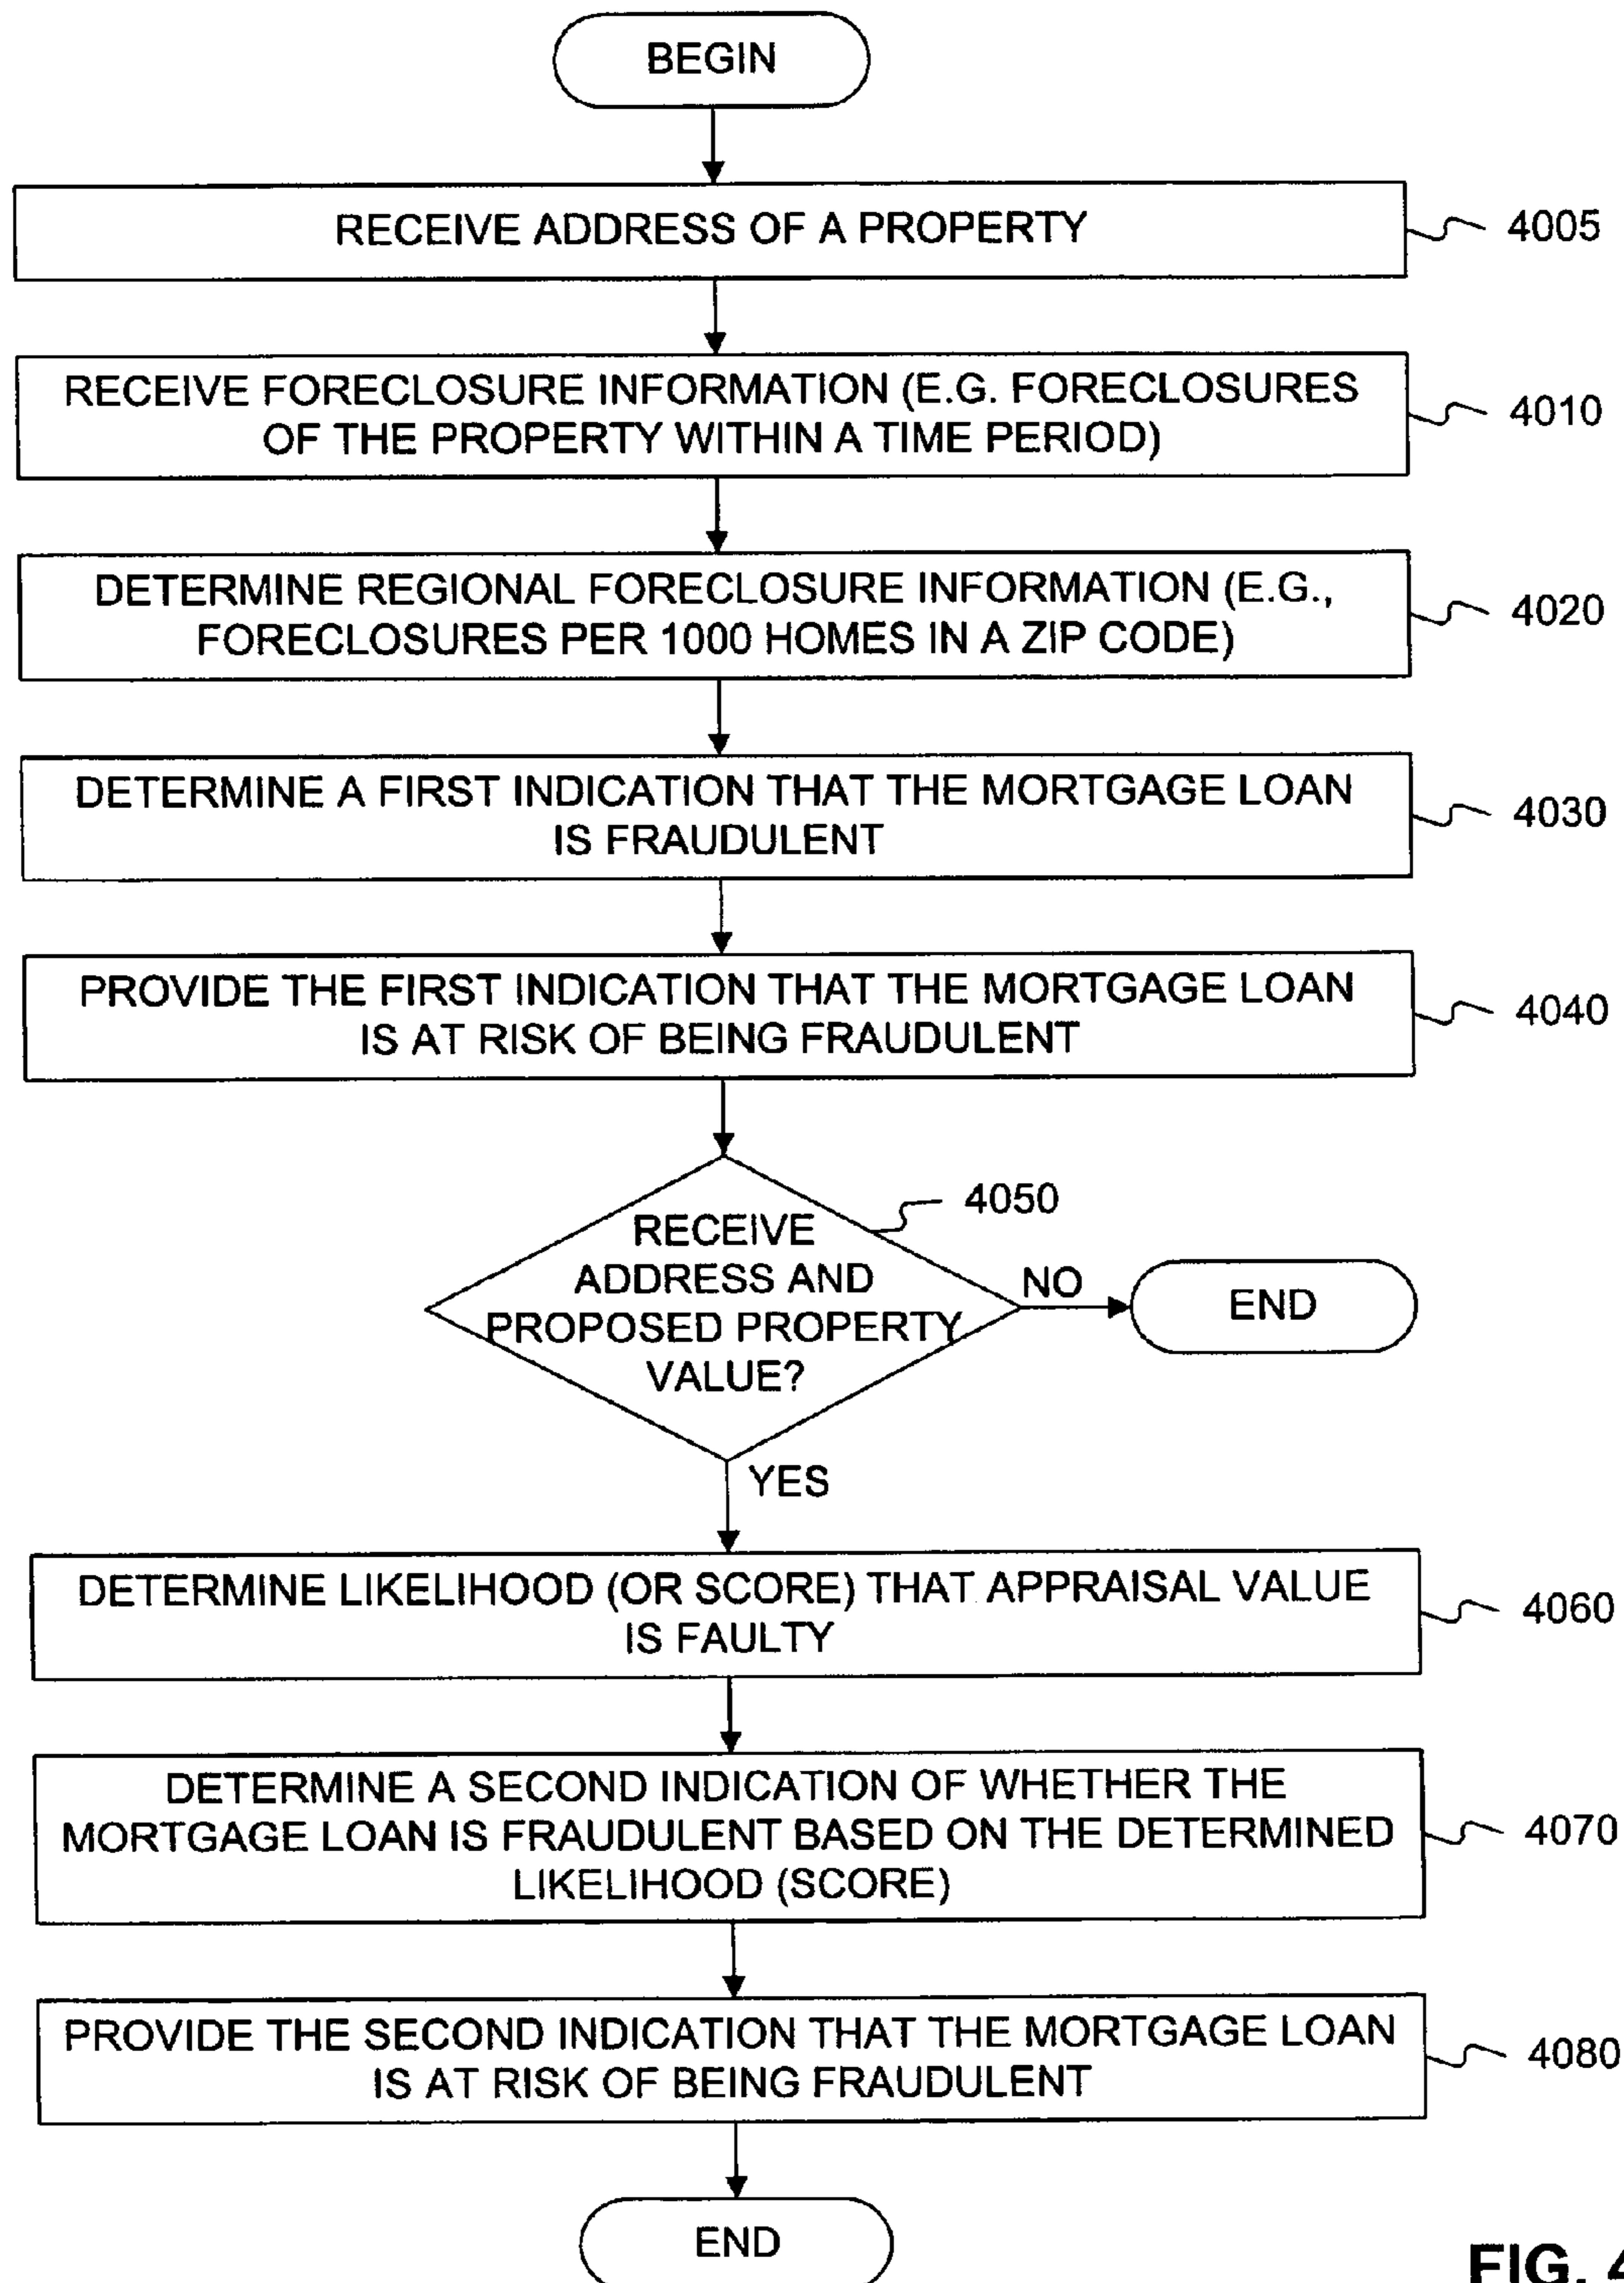 BEGIN
RECEIVE ADDRESS OF A PROPERTY
4005
RECEIVE FORECLOSURE INFORMATION (E.G. FORECLOSURES
OF THE PROPERTY WITHIN A TIME PERIOD)
4010
DETERMINE REGIONAL FORECLOSURE INFORMATION (E.G.,
FORECLOSURES PER 1000 HOMES IN A ZIP CODE)
4020
DETERMINE A FIRST INDICATION THAT THE MORTGAGE LOAN
IS FRAUDULENT
4030
PROVIDE THE FIRST INDICATION THAT THE MORTGAGE LOAN
IS AT RISK OF BEING FRAUDULENT
4040
RECEIVE
ADDRESS AND
PROPOSED PROPERTY
VALUE?
4050
NO
END
YES
DETERMINE LIKELIHOOD (OR SCORE) THAT APPRAISAL VALUE
IS FAULTY
4060
DETERMINE A SECOND INDICATION OF WHETHER THE
MORTGAGE LOAN IS FRAUDULENT BASED ON THE DETERMINED
LIKELIHOOD (SCORE)
4070
PROVIDE THE SECOND INDICATION THAT THE MORTGAGE LOAN
IS AT RISK OF BEING FRAUDULENT
4080
END
FIG. 4